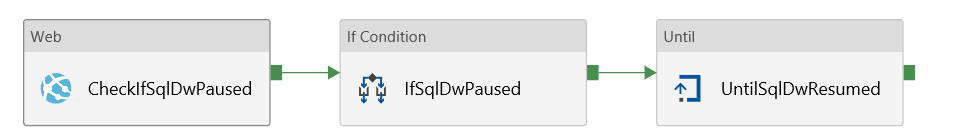 Web
CheckIfSqlDwPaused
If Condition
IfSqlDwPaused
Until
UntilSqlDwResumed